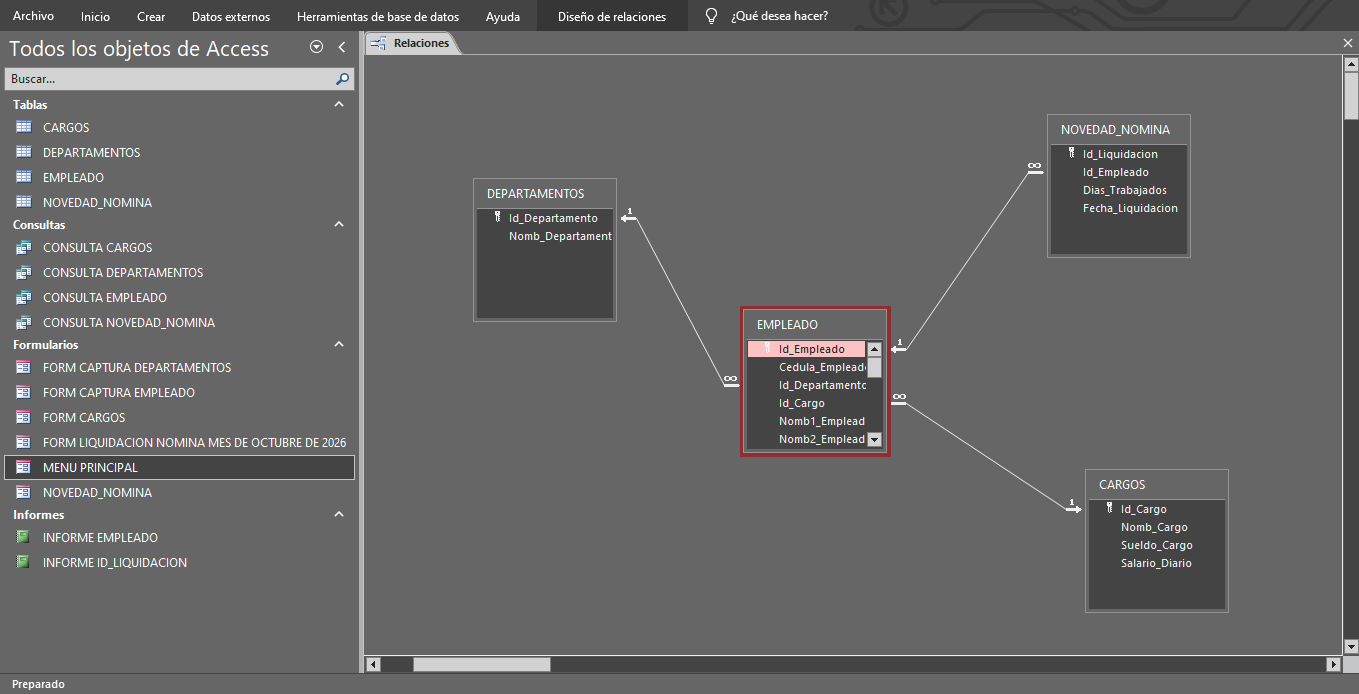 Archivo Inicio Crear Datos externos Herramientas de base de datos Ayuda Diseño de relaciones ¿Qué desea hacer?
Todos los objetos de Access
Buscar...
Tablas
CARGOS
DEPARTAMENTOS
EMPLEADO
NOVEDAD_NOMINA
Consultas
CONSULTA CARGOS
CONSULTA DEPARTAMENTOS
CONSULTA EMPLEADO
CONSULTA NOVEDAD_NOMINA
Formularios
FORM CAPTURA DEPARTAMENTOS
FORM CAPTURA EMPLEADO
FORM CARGOS
FORM LIQUIDACION NOMINA MES DE OCTUBRE DE 2026
MENU PRINCIPAL
NOVEDAD_NOMINA
Informes
INFORME EMPLEADO
INFORME ID_LIQUIDACION
Relaciones
DEPARTAMENTOS
Id_Departamento
Nomb_Departament
1
∞
NOVEDAD_NOMINA
Id_Liquidacion
Id_Empleado
Dias_Trabajados
Fecha_Liquidacion
∞
1
EMPLEADO
Id_Empleado
Cedula_Emplead
Id_Departamento
Id_Cargo
Nomb1_Emplead
Nomb2_Emplead
∞
1
CARGOS
Id_Cargo
Nomb_Cargo
Sueldo_Cargo
Salario_Diario
Preparado